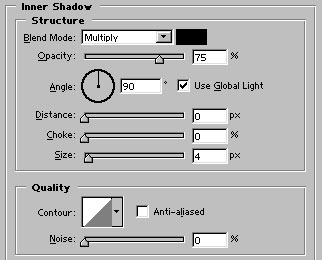 Inner Shadow
Structure
Blend Mode: Multiply
Opacity: 75 %
Angle: 90 ° Use Global Light
Distance: 0 px
Choke: 0 %
Size: 4 px
Quality
Contour: Anti-aliased
Noise: 0 %